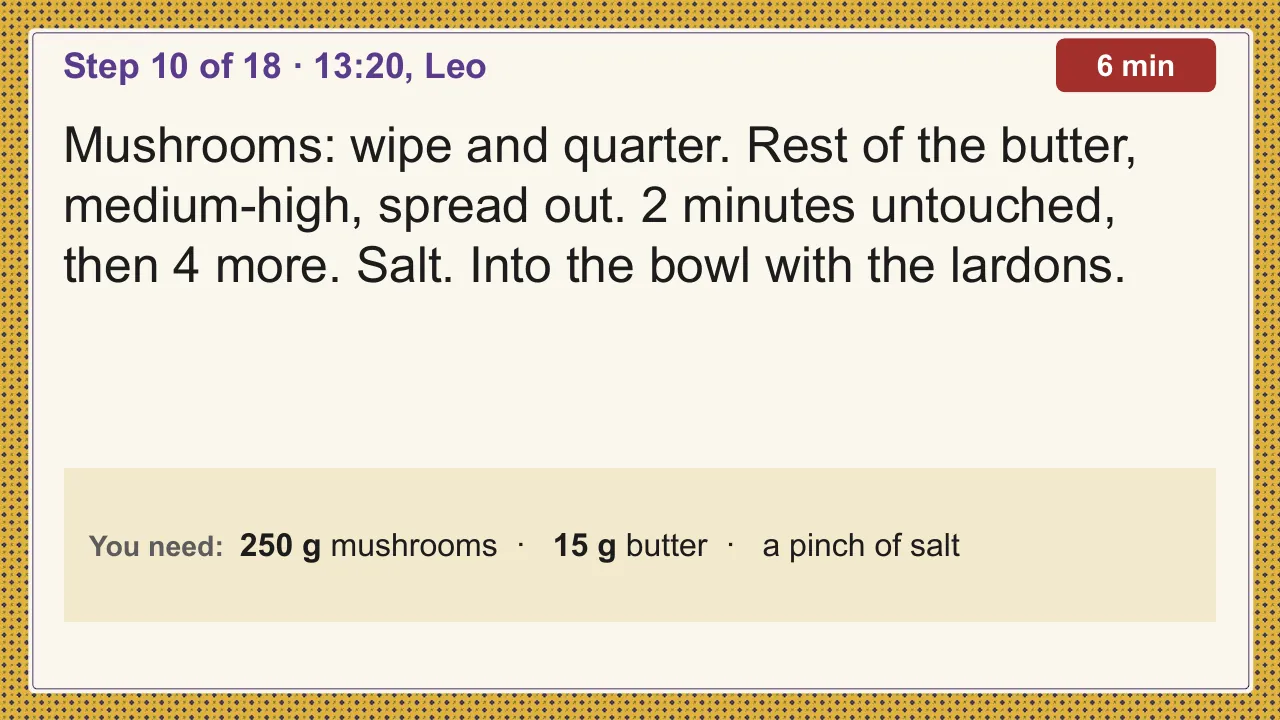 Step 10 of 18 · 13:20, Leo
6 min
Mushrooms: wipe and quarter. Rest of the butter,
medium-high, spread out. 2 minutes untouched,
then 4 more. Salt. Into the bowl with the lardons.
You need: 250 g mushrooms · 15 g butter · a pinch of salt